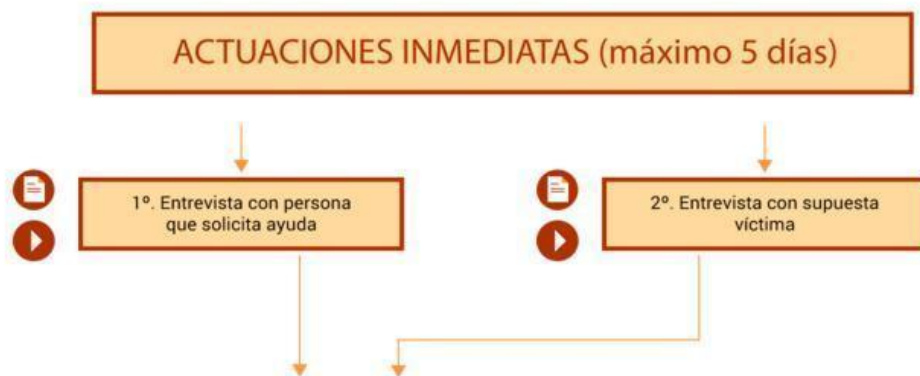 ACTUACIONES INMEDIATAS (máximo 5 días)
1º. Entrevista con persona
que solicita ayuda
2º. Entrevista con supuesta
víctima